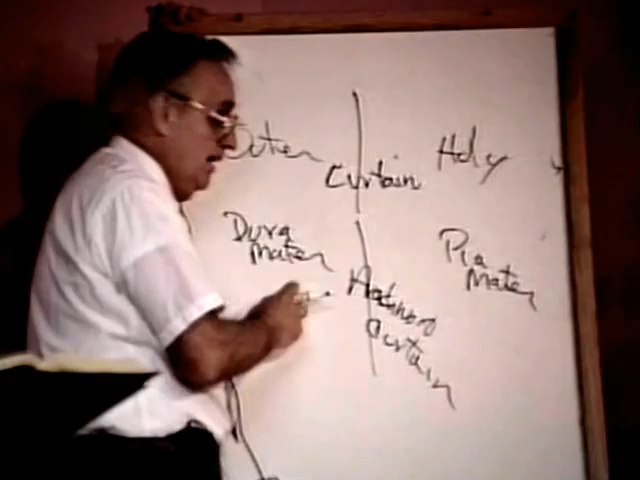 Outer
Curtain
Holy
Dura
Mater
Curtain
Pia
Mater